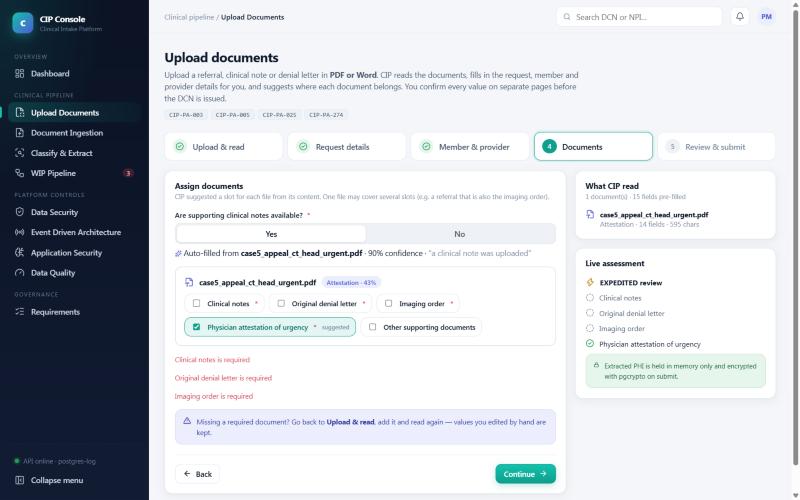 C
CIP Console
Clinical Intake Platform
OVERVIEW
Dashboard
CLINICAL PIPELINE
Upload Documents
Document Ingestion
Classify & Extract
WIP Pipeline 3
PLATFORM CONTROLS
Data Security
Event Driven Architecture
Application Security
Data Quality
GOVERNANCE
Requirements
API online · postgres-log
Collapse menu
Clinical pipeline / Upload Documents
Search DCN or NPI...
PM
Upload documents
Upload a referral, clinical note or denial letter in PDF or Word. CIP reads the documents, fills in the request, member and
provider details for you, and suggests where each document belongs. You confirm every value on separate pages before
the DCN is issued.
CIP-PA-003 CIP-PA-005 CIP-PA-025 CIP-PA-274
Upload & read
Request details
Member & provider
4 Documents
5 Review & submit
Assign documents
CIP suggested a slot for each file from its content. One file may cover several slots (e.g. a referral that is also the imaging order).
Are supporting clinical notes available? *
Yes No
Auto-filled from case5_appeal_ct_head_urgent.pdf · 90% confidence · "a clinical note was uploaded"
case5_appeal_ct_head_urgent.pdf Attestation · 43%
Clinical notes * Original denial letter * Imaging order *
Physician attestation of urgency * suggested Other supporting documents
Clinical notes is required
Original denial letter is required
Imaging order is required
Missing a required document? Go back to Upload & read, add it and read again — values you edited by hand are
kept.
Back
Continue
What CIP read
1 document(s) · 15 fields pre-filled
case5_appeal_ct_head_urgent.pdf
Attestation · 14 fields · 595 chars
Live assessment
EXPEDITED review
Clinical notes
Original denial letter
Imaging order
Physician attestation of urgency
Extracted PHI is held in memory only and encrypted
with pgcrypto on submit.